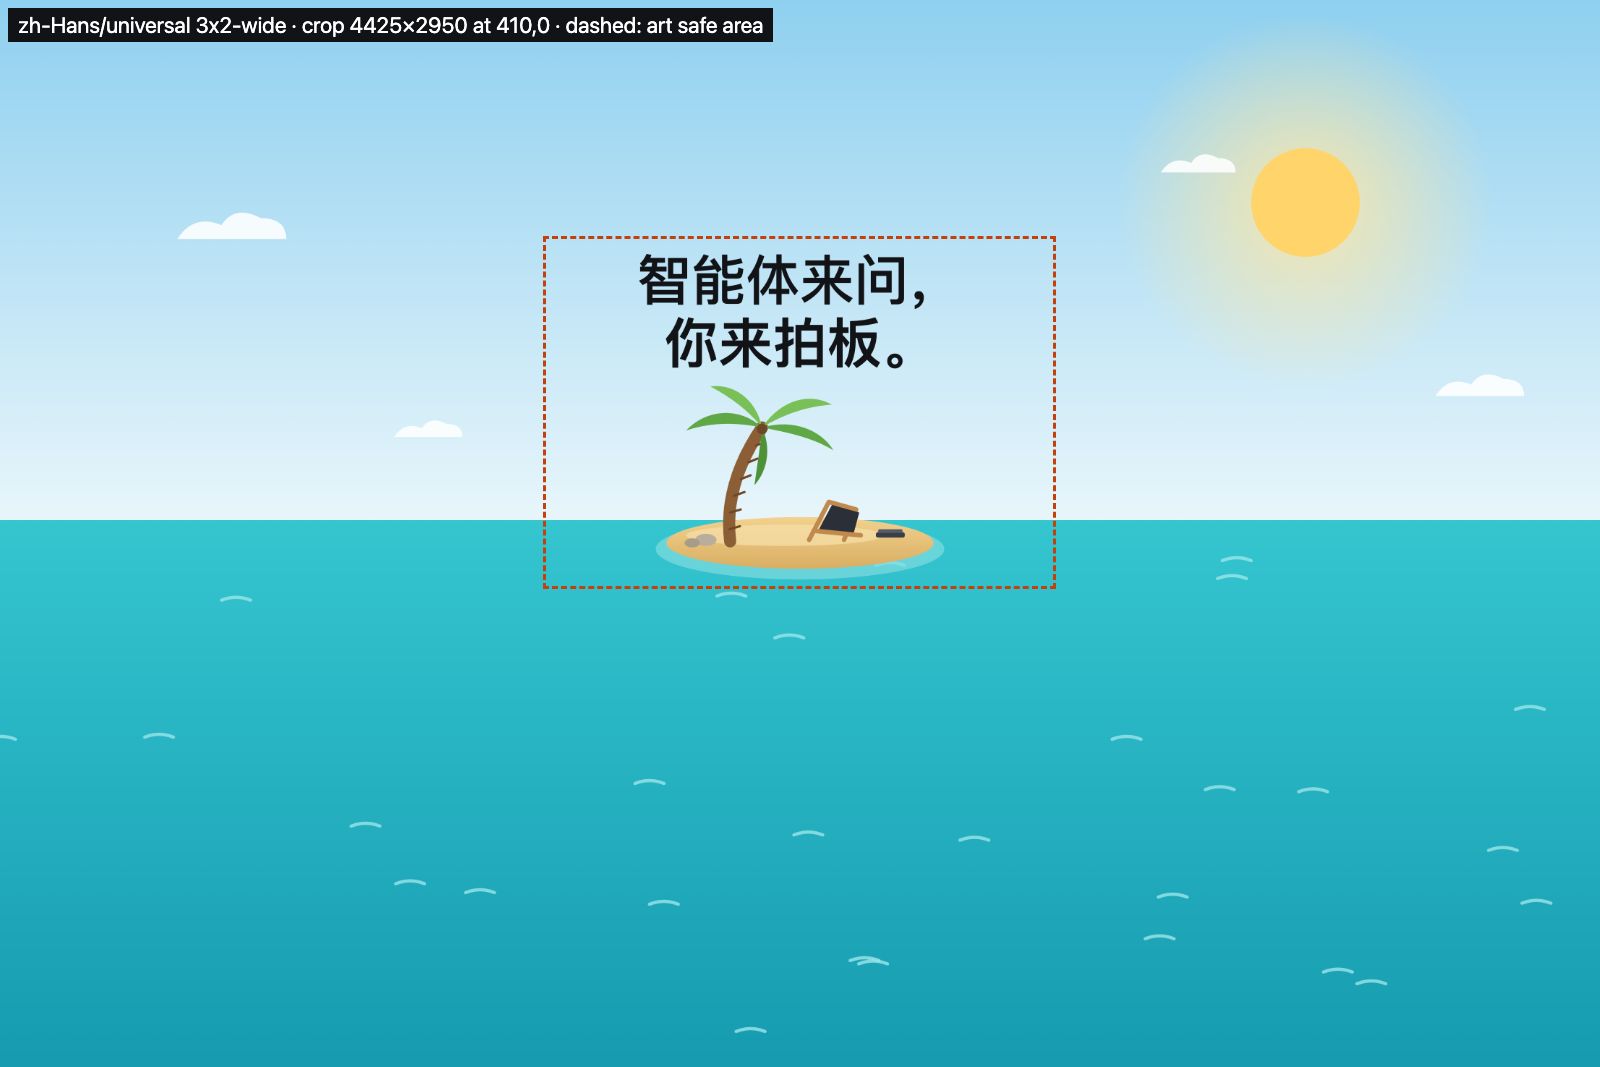 zh-Hans/universal 3x2-wide · crop 4425×2950 at 410,0 · dashed: art safe area
智能体来问，
你来拍板。